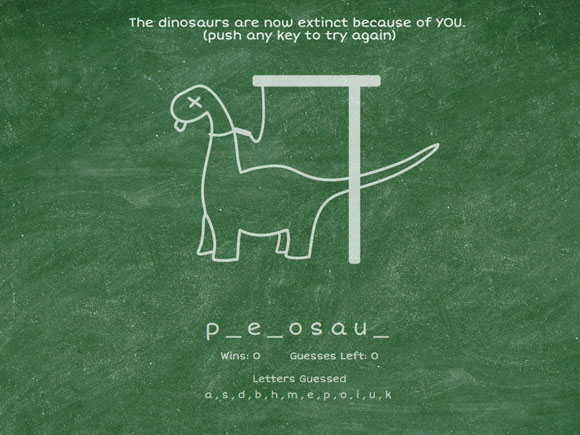 The dinosaurs are now extinct because of YOU.
(push any key to try again)
p_e_osau_
Wins: 0 Guesses Left: 0
Letters Guessed
a,s,d,b,h,m,e,p,o,i,u,k